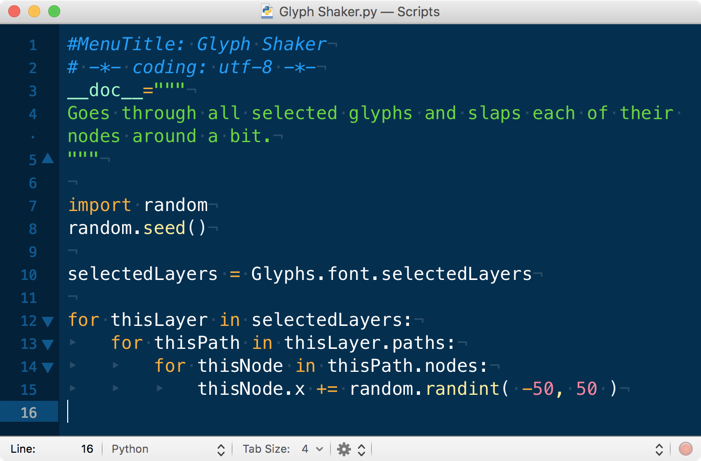 Glyph Shaker.py — Scripts
1 #MenuTitle: Glyph Shaker¬
2 # -*- coding: utf-8 -*-¬
3 __doc__="""¬
4 Goes through all selected glyphs and slaps each of their
· nodes around a bit.¬
5 """¬
6 ¬
7 import random¬
8 random.seed()¬
9 ¬
10 selectedLayers = Glyphs.font.selectedLayers¬
11 ¬
12 for thisLayer in selectedLayers:¬
13 for thisPath in thisLayer.paths:¬
14 for thisNode in thisPath.nodes:¬
15 thisNode.x += random.randint( -50, 50 )¬
16
Line: 16 Python Tab Size: 4